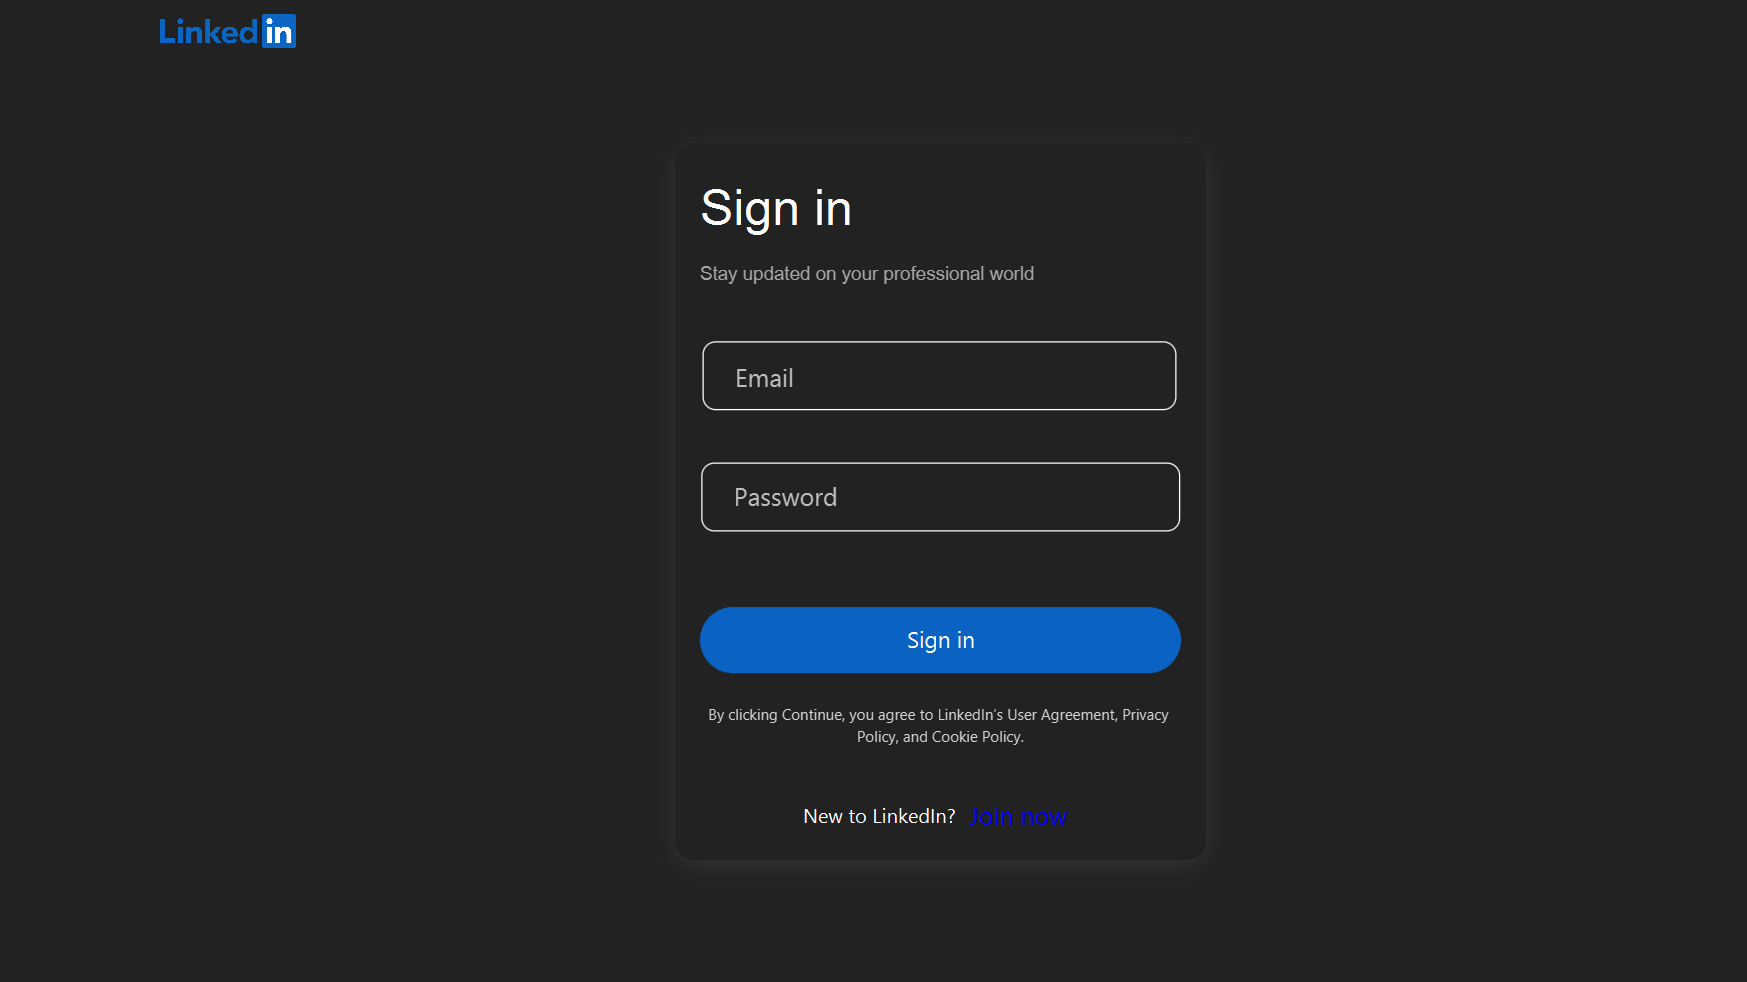 Linkedin
Sign in
Stay updated on your professional world
Email
Password
Sign in
By clicking Continue, you agree to LinkedIn's User Agreement, Privacy
Policy, and Cookie Policy.
New to LinkedIn? Join now